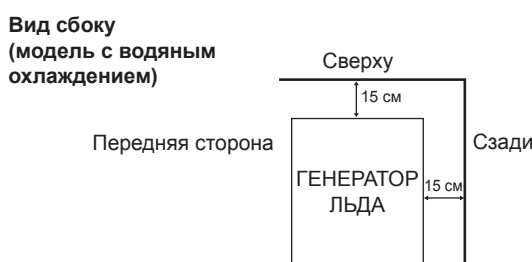 Вид сбоку
(модель с водяным
охлаждением)
Сверху
15 см
Передняя сторона
Сзади
ГЕНЕРАТОР
ЛЬДА
15 см